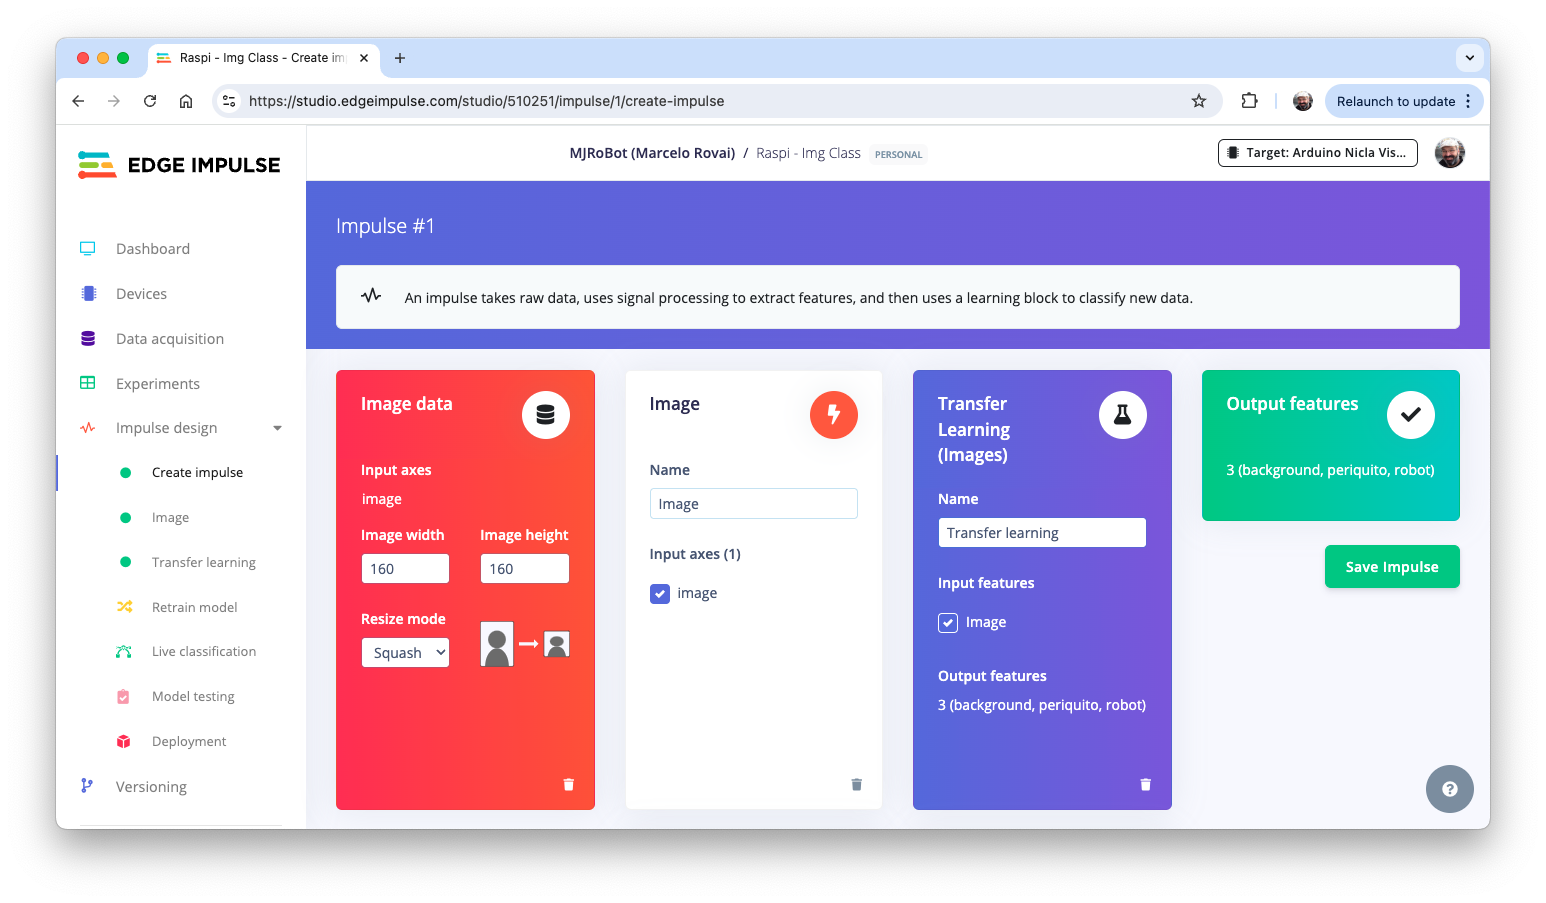 Raspi - Img Class - Create im
https://studio.edgeimpulse.com/studio/510251/impulse/1/create-impulse
Relaunch to update
EDGE IMPULSE
MJRoBot (Marcelo Rovai) / Raspi - Img Class PERSONAL
Target: Arduino Nicla Vis...
Dashboard
Devices
Data acquisition
Experiments
Impulse design
Create impulse
Image
Transfer learning
Retrain model
Live classification
Model testing
Deployment
Versioning
Impulse #1
An impulse takes raw data, uses signal processing to extract features, and then uses a learning block to classify new data.
Image data
Input axes
image
Image width Image height
160 160
Resize mode
Squash
Image
Name
Image
Input axes (1)
image
Transfer
Learning
(Images)
Name
Transfer learning
Input features
Image
Output features
3 (background, periquito, robot)
Output features
3 (background, periquito, robot)
Save Impulse